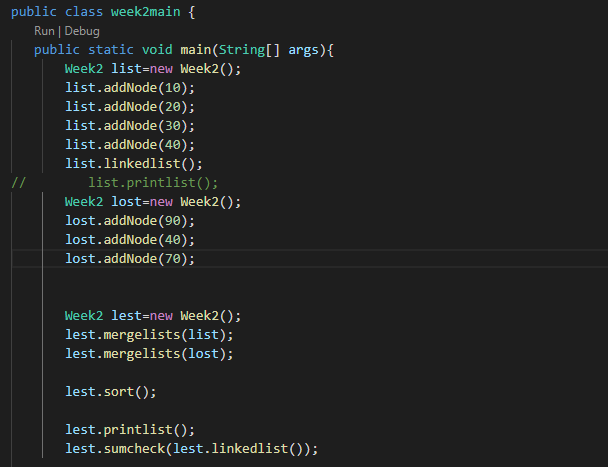 public class week2main {
Run | Debug
public static void main(String[] args){
Week2 list=new Week2();
list.addNode(10);
list.addNode(20);
list.addNode(30);
list.addNode(40);
list.linkedlist();
//        list.printlist();
Week2 lost=new Week2();
lost.addNode(90);
lost.addNode(40);
lost.addNode(70);
Week2 lest=new Week2();
lest.mergelists(list);
lest.mergelists(lost);
lest.sort();
lest.printlist();
lest.sumcheck(lest.linkedlist());